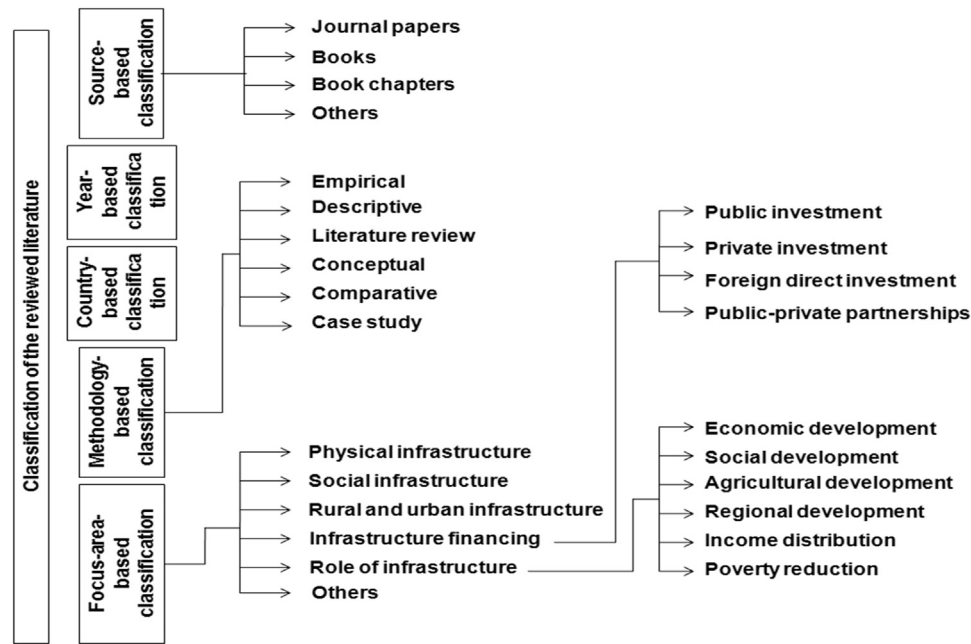 Classification of the reviewed literature
Source-
based
classification
Journal papers
Books
Book chapters
Others
Year-
based
classifica
tion
Country-
based
classifica
tion
Methodology-
based
classification
Empirical
Descriptive
Literature review
Conceptual
Comparative
Case study
Focus-area-
based
classification
Physical infrastructure
Social infrastructure
Rural and urban infrastructure
Infrastructure financing
Role of infrastructure
Others
Public investment
Private investment
Foreign direct investment
Public-private partnerships
Economic development
Social development
Agricultural development
Regional development
Income distribution
Poverty reduction